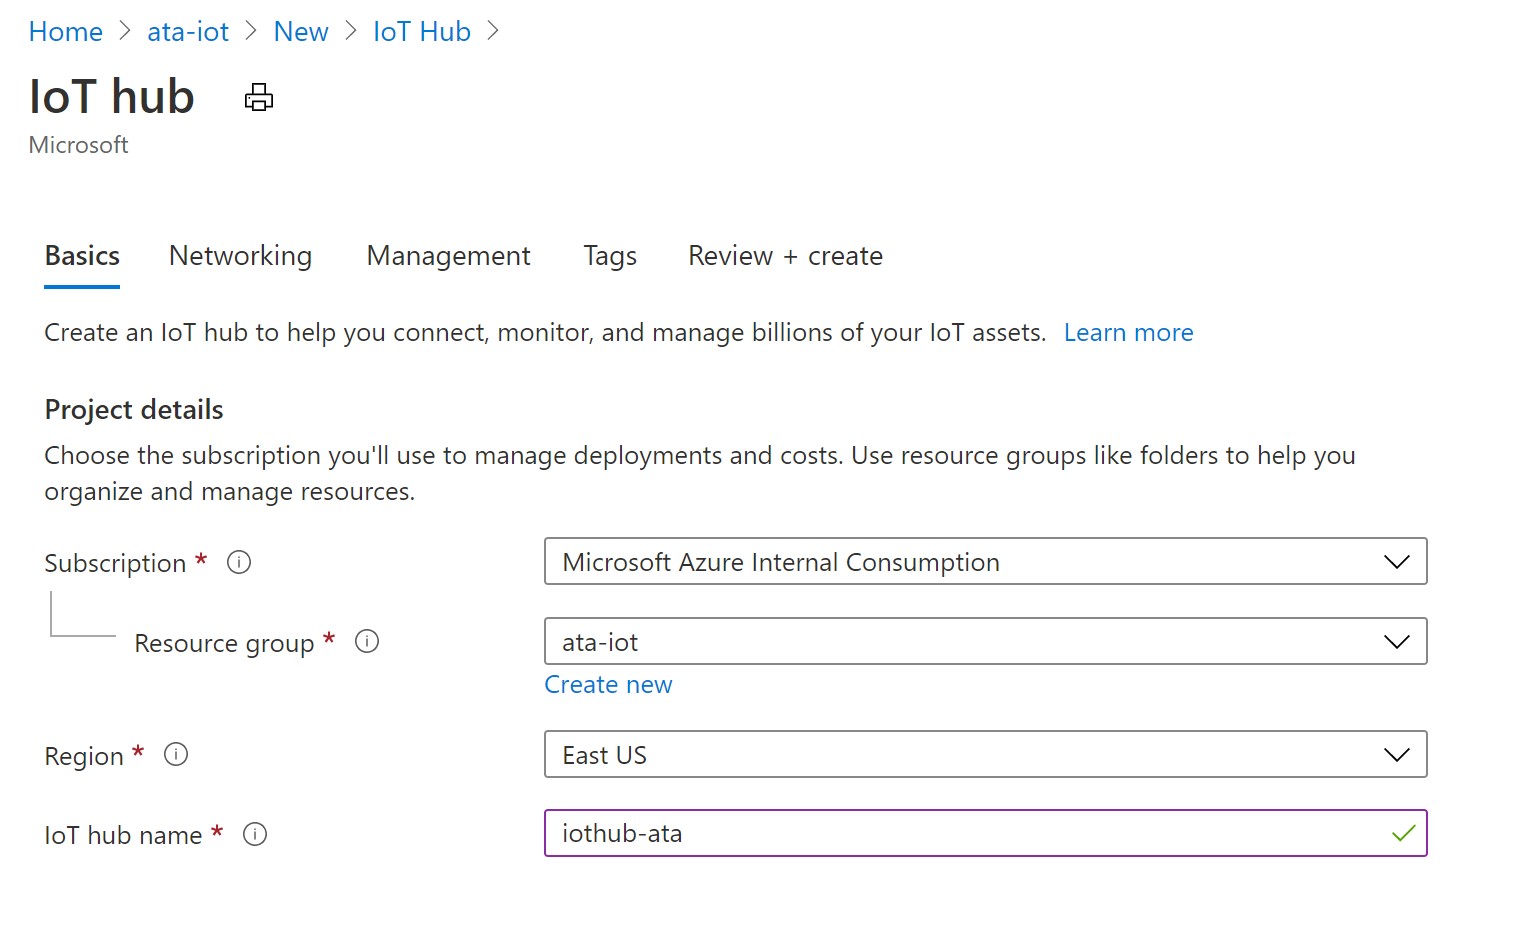 Home > ata-iot > New > IoT Hub >
IoT hub
Microsoft
Basics Networking Management Tags Review + create
Create an IoT hub to help you connect, monitor, and manage billions of your IoT assets. Learn more
Project details
Choose the subscription you'll use to manage deployments and costs. Use resource groups like folders to help you
organize and manage resources.
Subscription * Microsoft Azure Internal Consumption
Resource group * ata-iot
Create new
Region * East US
IoT hub name * iothub-ata